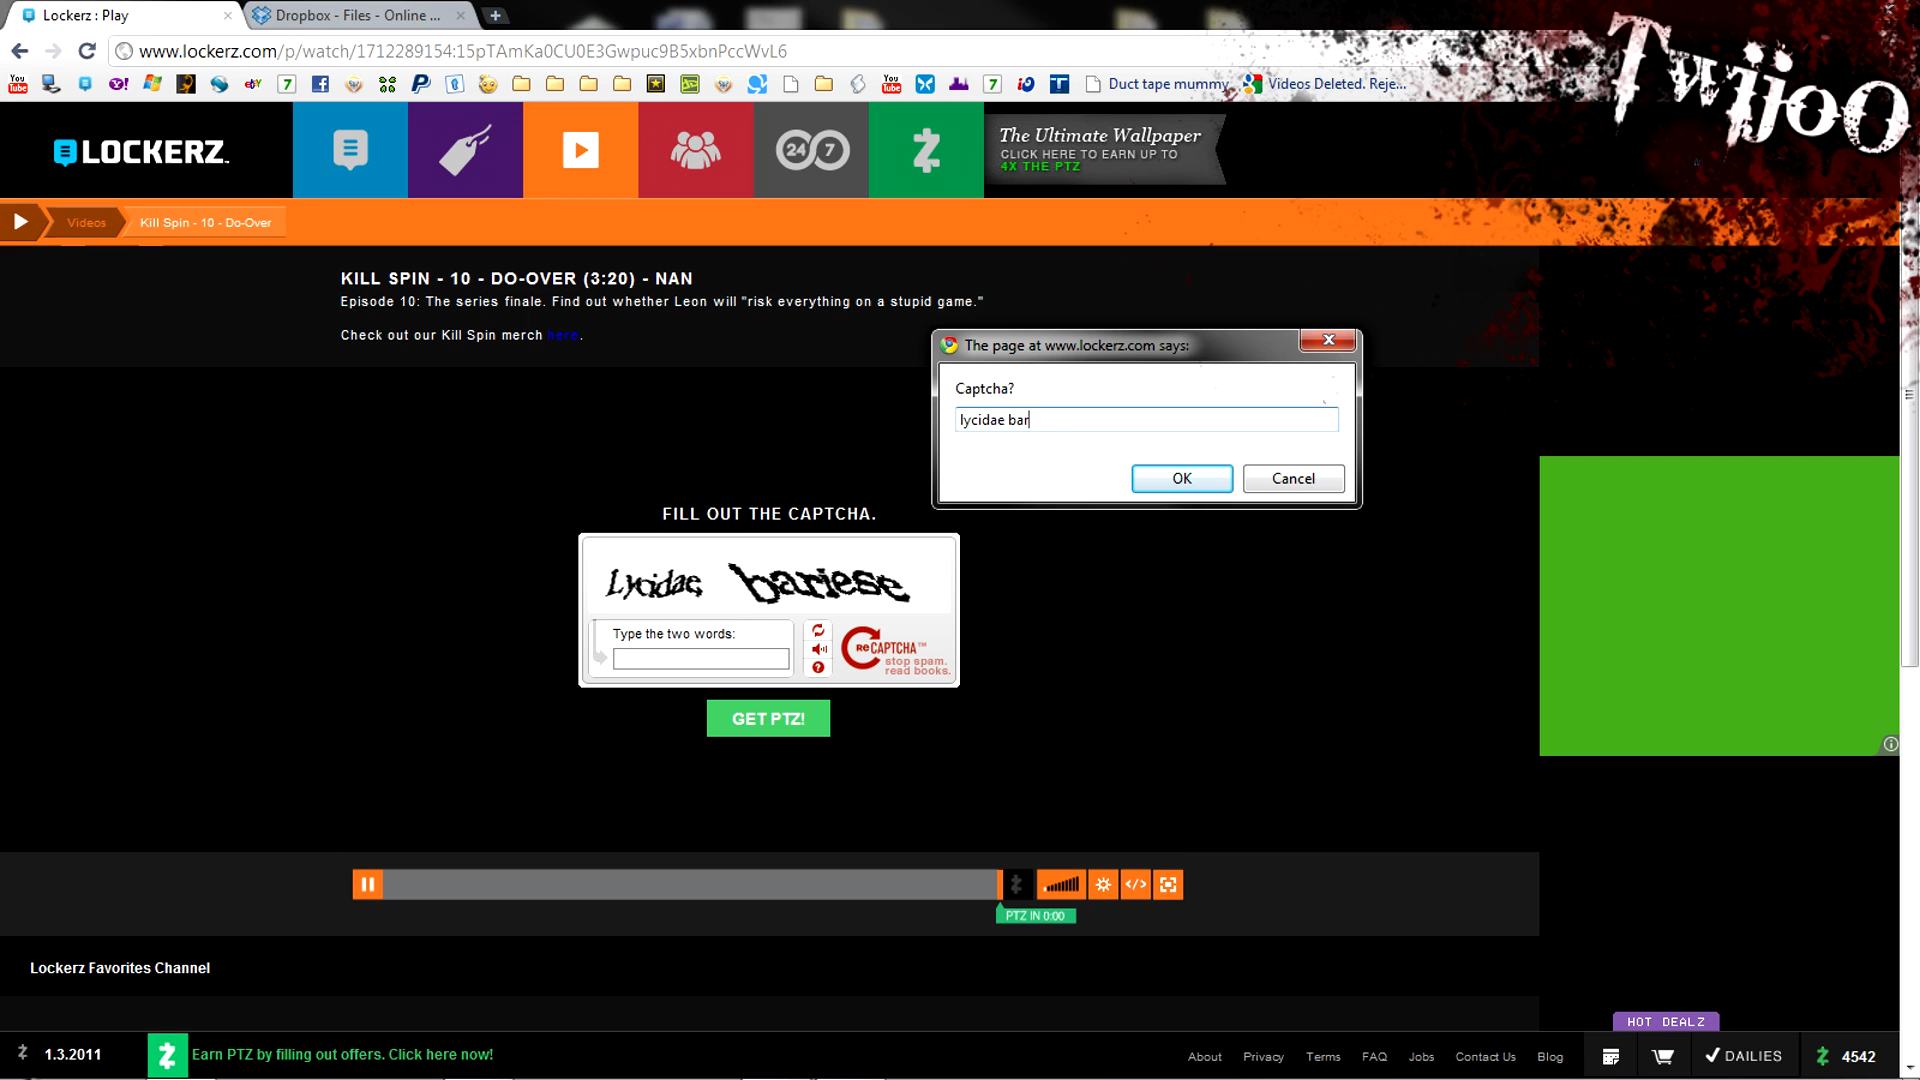 Lockerz : Play
Dropbox - Files - Online ...
www.lockerz.com/p/watch/1712289154:15pTAmKa0CU0E3Gwpuc9B5xbnPccWvL6
Duct tape mummy
Videos Deleted. Reje...
TwijoO
LOCKERZ™
24/7
The Ultimate Wallpaper
CLICK HERE TO EARN UP TO
4X THE PTZ
Videos
Kill Spin - 10 - Do-Over
KILL SPIN - 10 - DO-OVER (3:20) - NAN
Episode 10: The series finale. Find out whether Leon will "risk everything on a stupid game."
Check out our Kill Spin merch here.
The page at www.lockerz.com says:
Captcha?
lycidae bar
OK
Cancel
FILL OUT THE CAPTCHA.
Lycidae bariese
Type the two words:
reCAPTCHA™
stop spam.
read books.
GET PTZ!
PTZ IN 0:00
Lockerz Favorites Channel
HOT DEALZ
1.3.2011
Earn PTZ by filling out offers. Click here now!
About
Privacy
Terms
FAQ
Jobs
Contact Us
Blog
DAILIES
4542